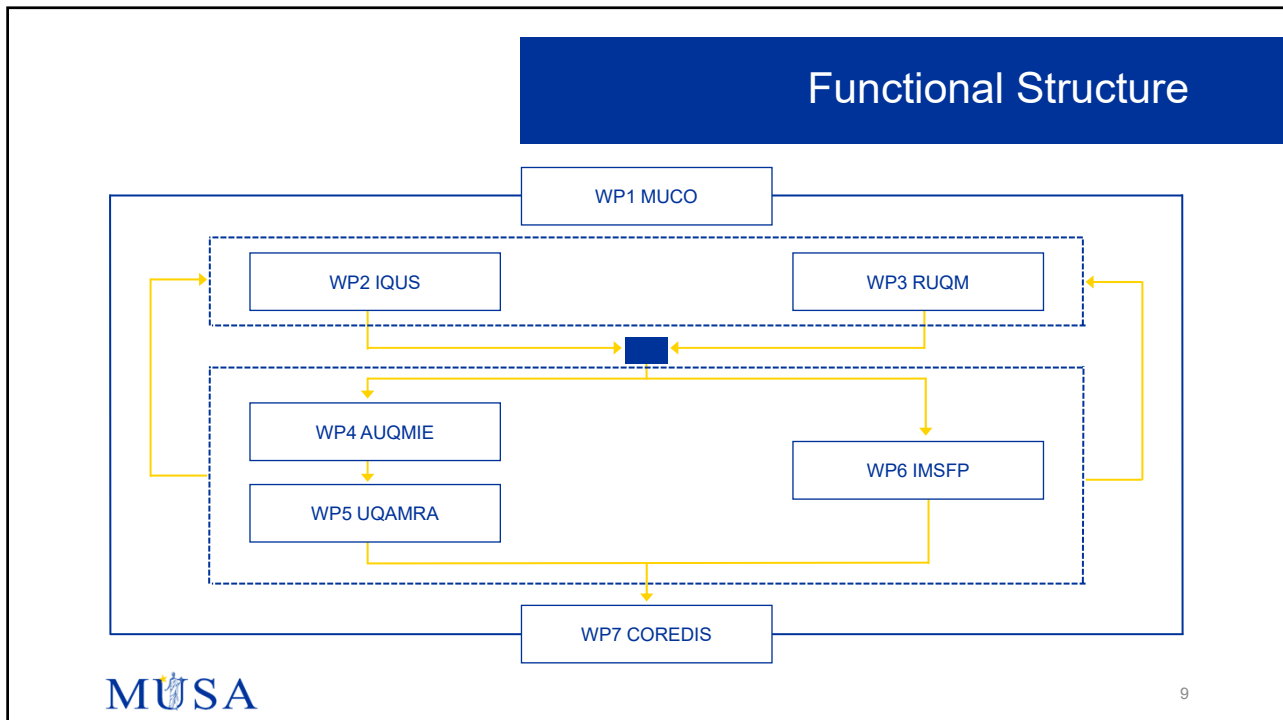 Functional Structure
WP1 MUCO
WP2 IQUS
WP3 RUQM
WP4 AUQMIE
WP6 IMSFP
WP5 UQAMRA
WP7 COREDIS
MUSA
9